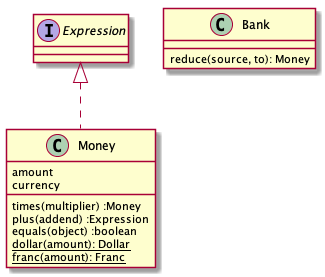 I Expression
C Bank
reduce(source, to): Money
C Money
amount
currency
times(multiplier) :Money
plus(addend) :Expression
equals(object) :boolean
dollar(amount): Dollar
franc(amount): Franc